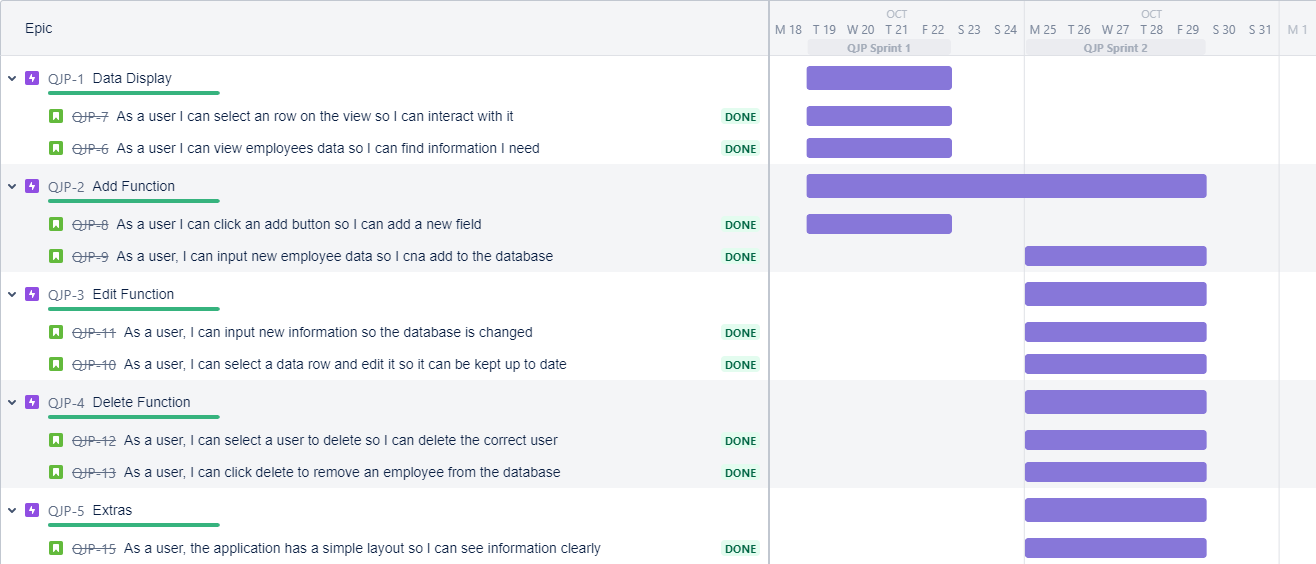 Epic
OCT OCT
M 18 T 19 W 20 T 21 F 22 S 23 S 24 M 25 T 26 W 27 T 28 F 29 S 30 S 31 M 1
QJP Sprint 1 QJP Sprint 2
QJP-1 Data Display
QJP-7 As a user I can select an row on the view so I can interact with it DONE
QJP-6 As a user I can view employees data so I can find information I need DONE
QJP-2 Add Function
QJP-8 As a user I can click an add button so I can add a new field DONE
QJP-9 As a user, I can input new employee data so I cna add to the database DONE
QJP-3 Edit Function
QJP-11 As a user, I can input new information so the database is changed DONE
QJP-10 As a user, I can select a data row and edit it so it can be kept up to date DONE
QJP-4 Delete Function
QJP-12 As a user, I can select a user to delete so I can delete the correct user DONE
QJP-13 As a user, I can click delete to remove an employee from the database DONE
QJP-5 Extras
QJP-15 As a user, the application has a simple layout so I can see information clearly DONE